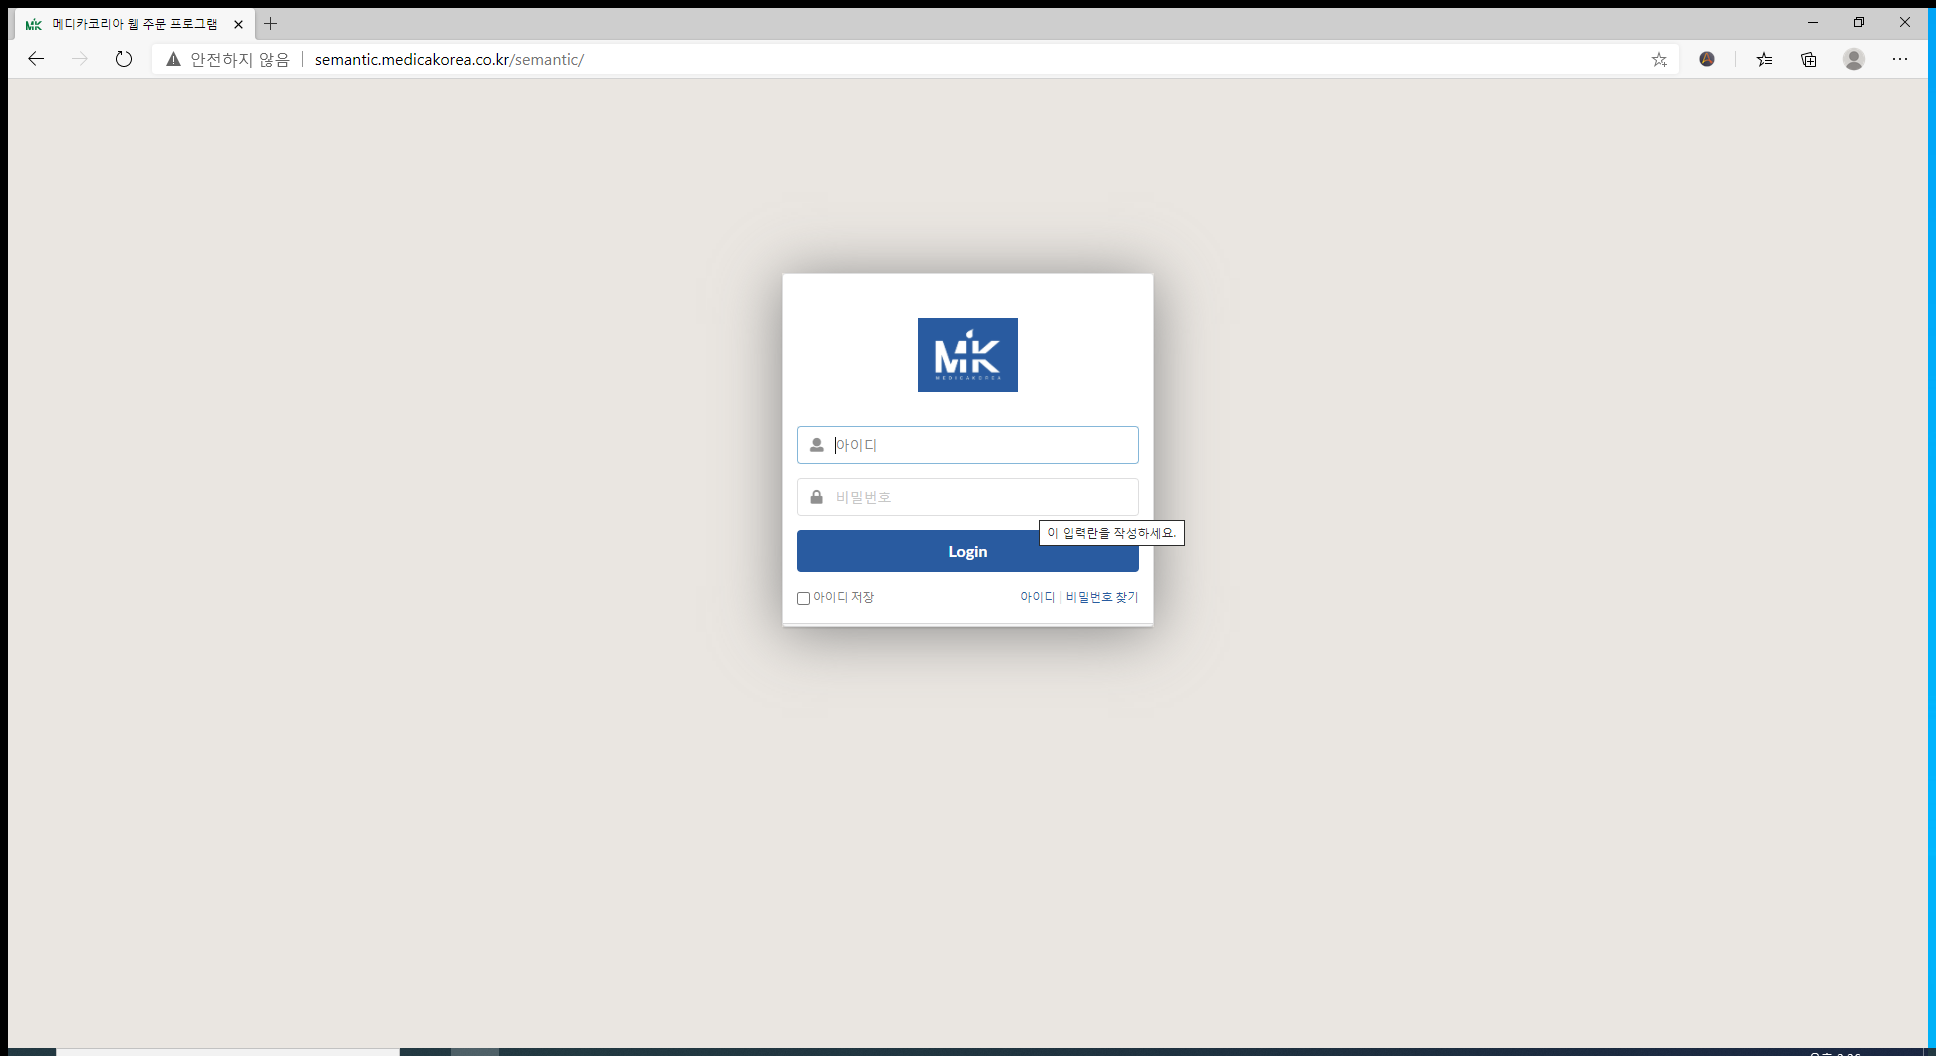 메디카코리아 웹 주문 프로그램
안전하지 않음 semantic.medicakorea.co.kr/semantic/
MK
MEDICAKOREA
아이디
비밀번호
이 입력란을 작성하세요.
Login
아이디 저장 아이디 | 비밀번호 찾기